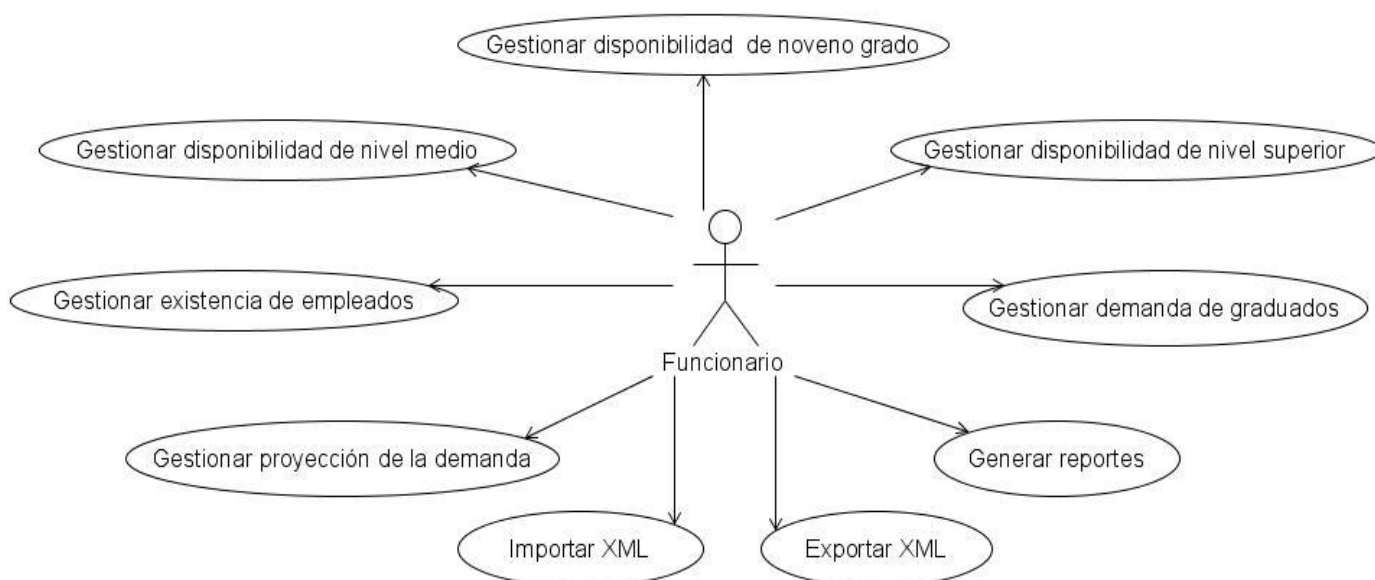 Gestionar disponibilidad de noveno grado
Gestionar disponibilidad de nivel medio
Gestionar disponibilidad de nivel superior
Gestionar existencia de empleados
Gestionar demanda de graduados
Funcionario
Gestionar proyección de la demanda
Generar reportes
Importar XML
Exportar XML